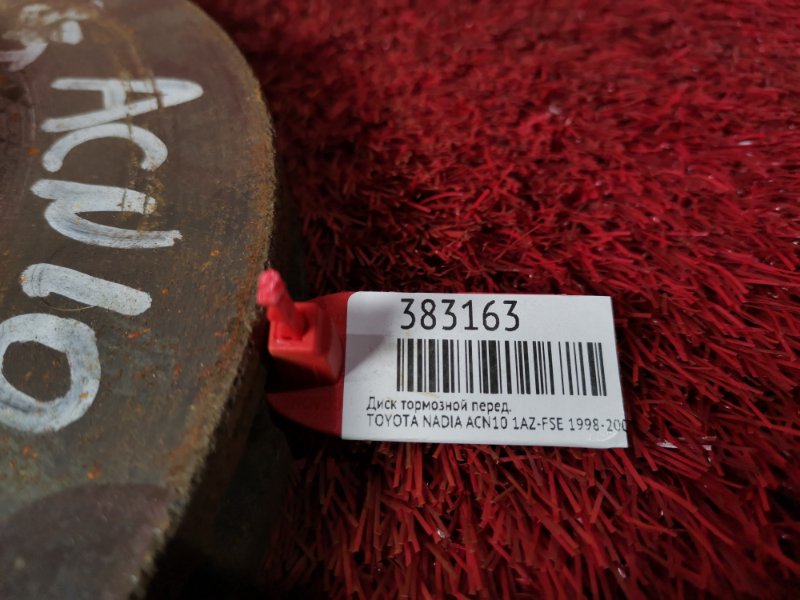 ACN10
383163
Диск тормозной перед.
TOYOTA NADIA ACN10 1AZ-FSE 1998-200